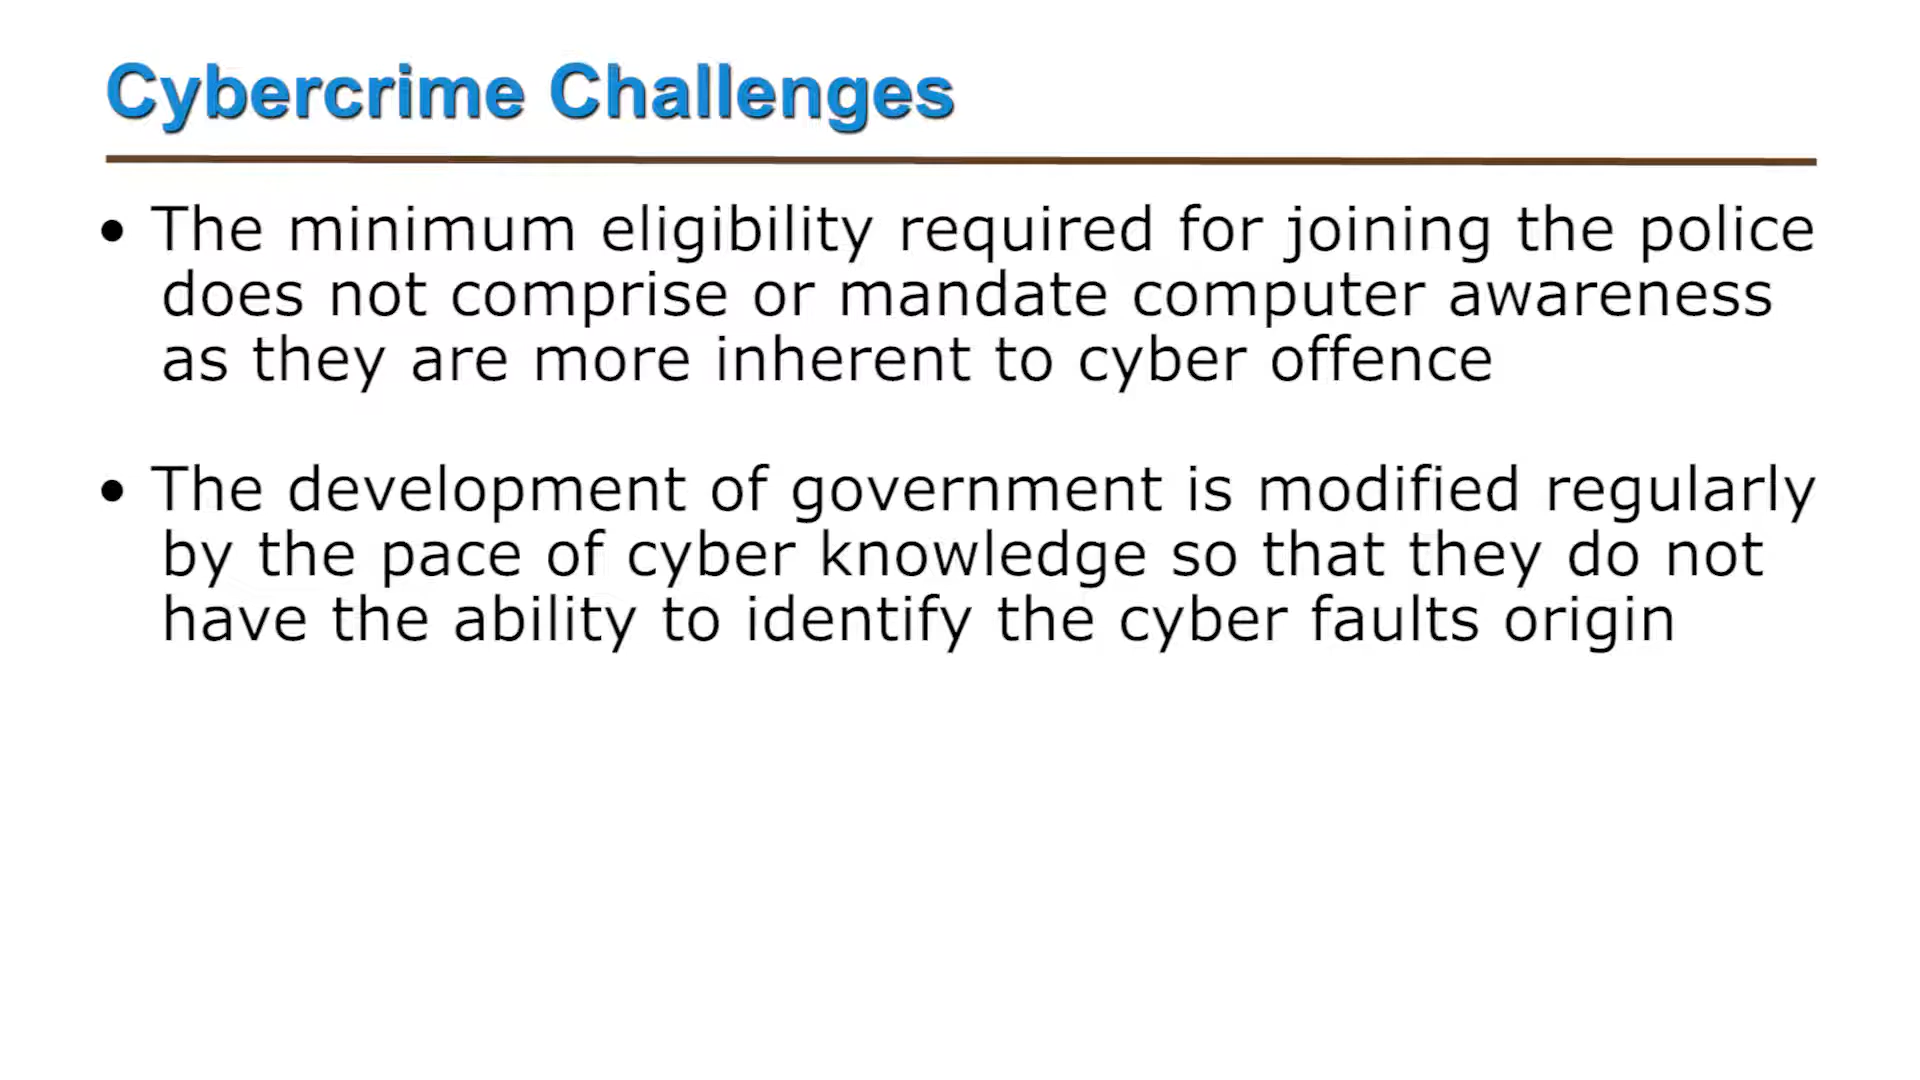 Cybercrime Challenges
• The minimum eligibility required for joining the police
does not comprise or mandate computer awareness
as they are more inherent to cyber offence
• The development of government is modified regularly
by the pace of cyber knowledge so that they do not
have the ability to identify the cyber faults origin